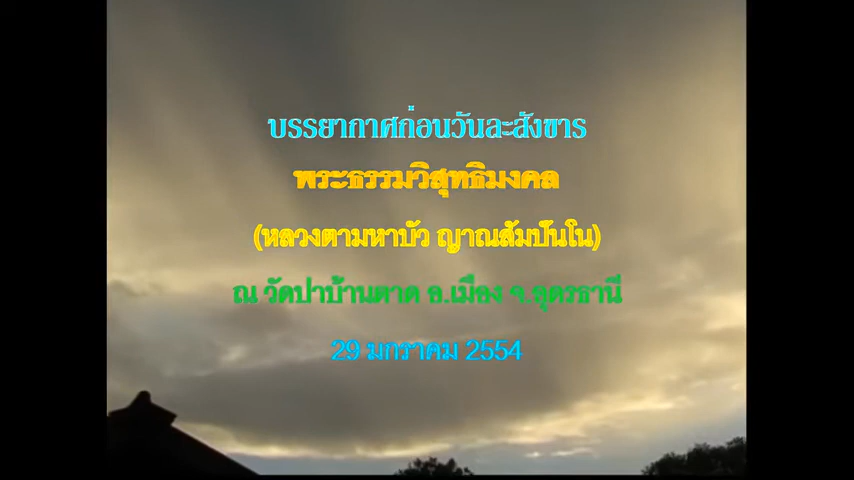 บรรยากาศก่อนวันละสังขาร
พระธรรมวิสุทธิมงคล
(หลวงตามหาบัว ญาณสัมปันโน)
ณ วัดป่าบ้านตาด อ.เมือง จ.อุดรธานี
29 มกราคม 2554